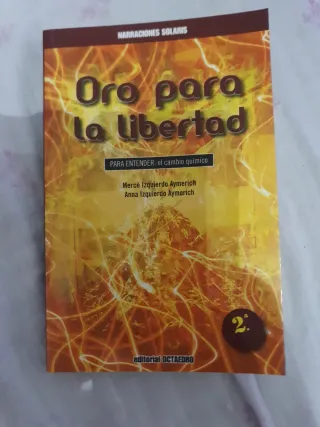 NARRACIONES SOLARIS
Oro para
la libertad
PARA ENTENDER: el cambio químico
Mercè Izquierdo Aymerich
Anna Izquierdo Aymerich
2ª.
editorial OCTAEDRO